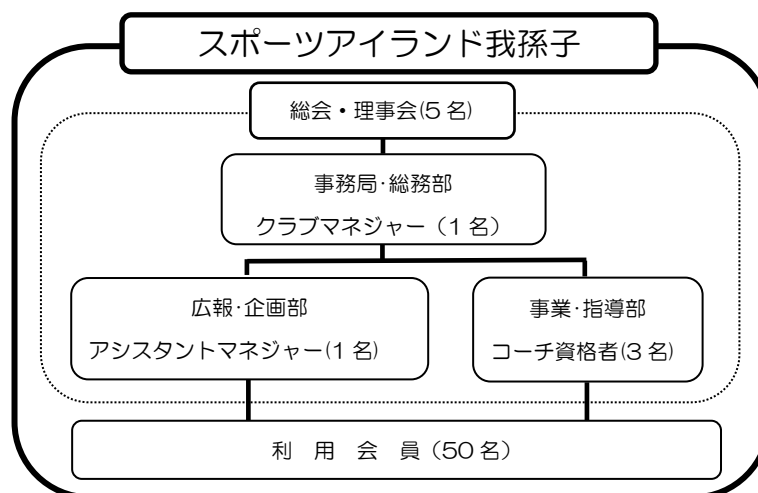 スポーツアイランド我孫子
総会・理事会(5名)
事務局・総務部
クラブマネジャー（1名）
広報・企画部
アシスタントマネジャー(1名)
事業・指導部
コーチ資格者(3名)
利　用　会　員（50名）